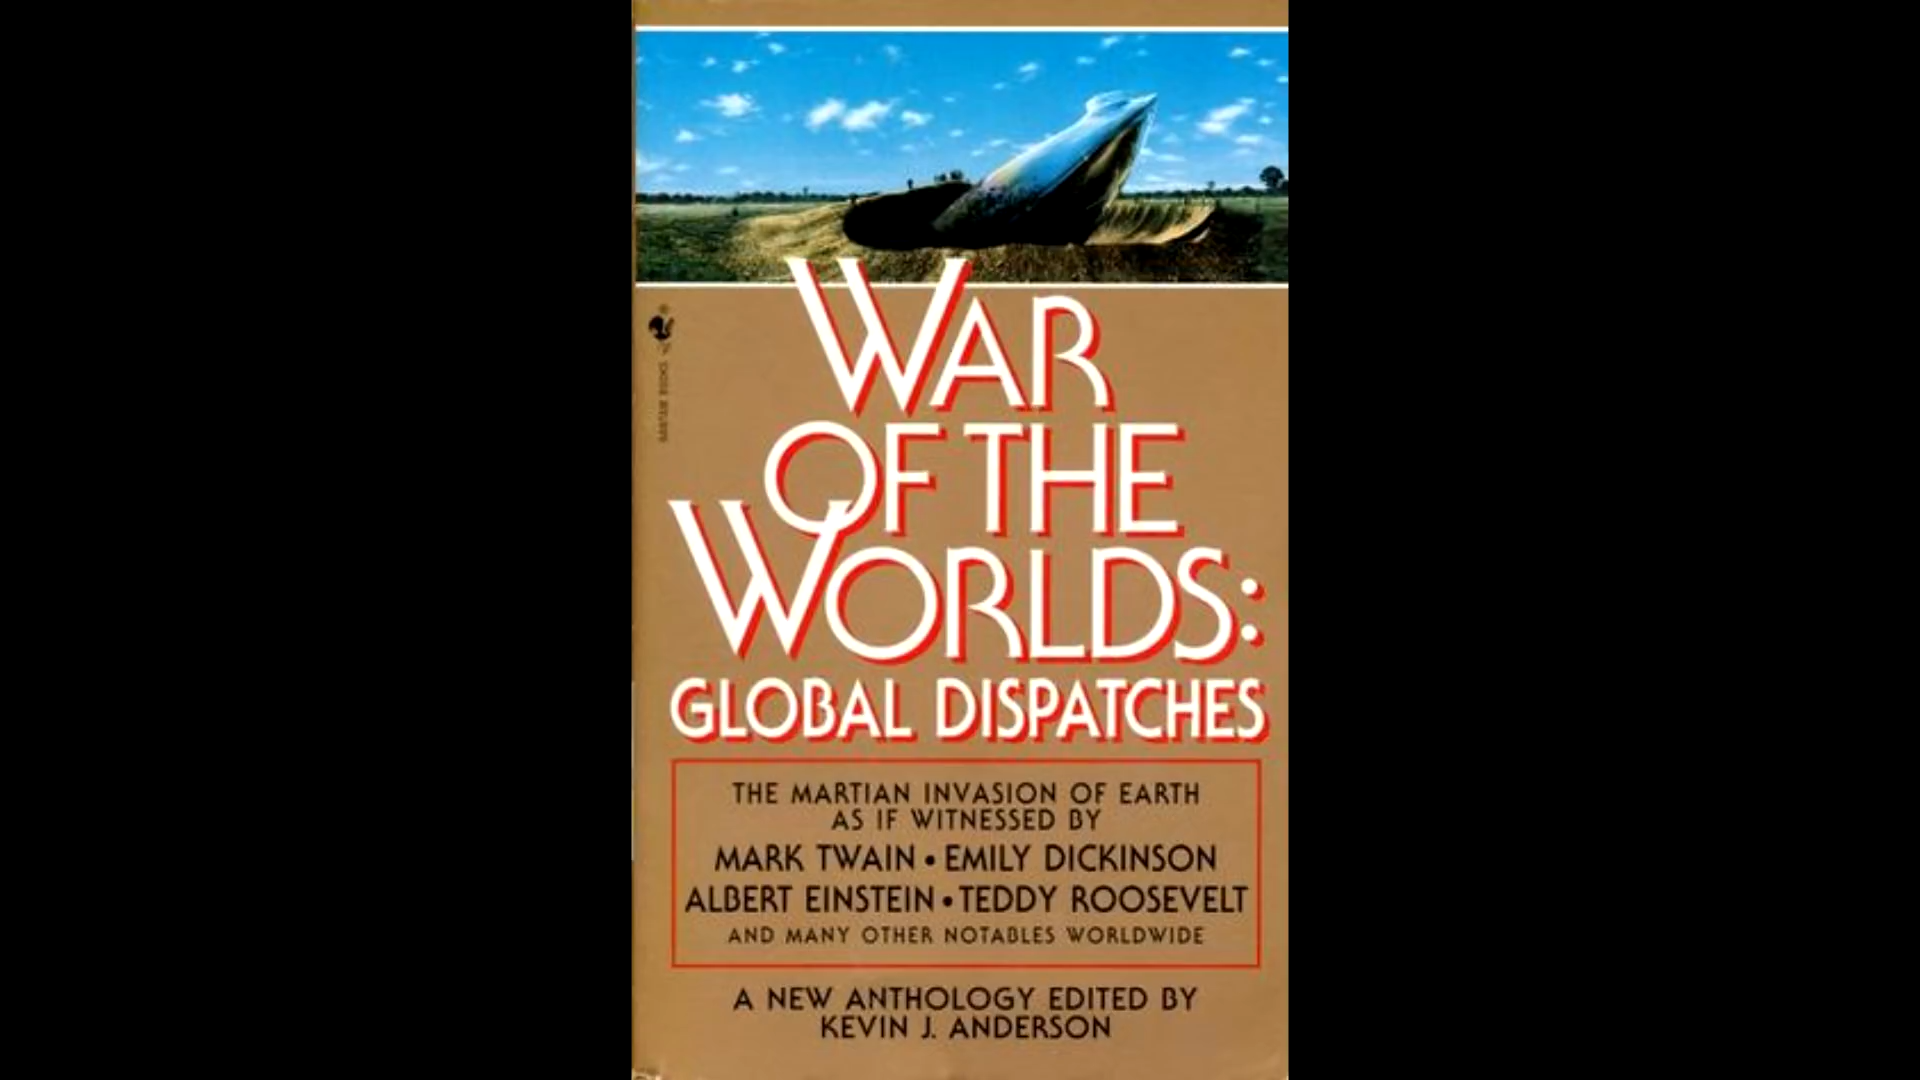 WAR
OF THE
WORLDS:
GLOBAL DISPATCHES
THE MARTIAN INVASION OF EARTH
AS IF WITNESSED BY
MARK TWAIN • EMILY DICKINSON
ALBERT EINSTEIN • TEDDY ROOSEVELT
AND MANY OTHER NOTABLES WORLDWIDE
A NEW ANTHOLOGY EDITED BY
KEVIN J. ANDERSON